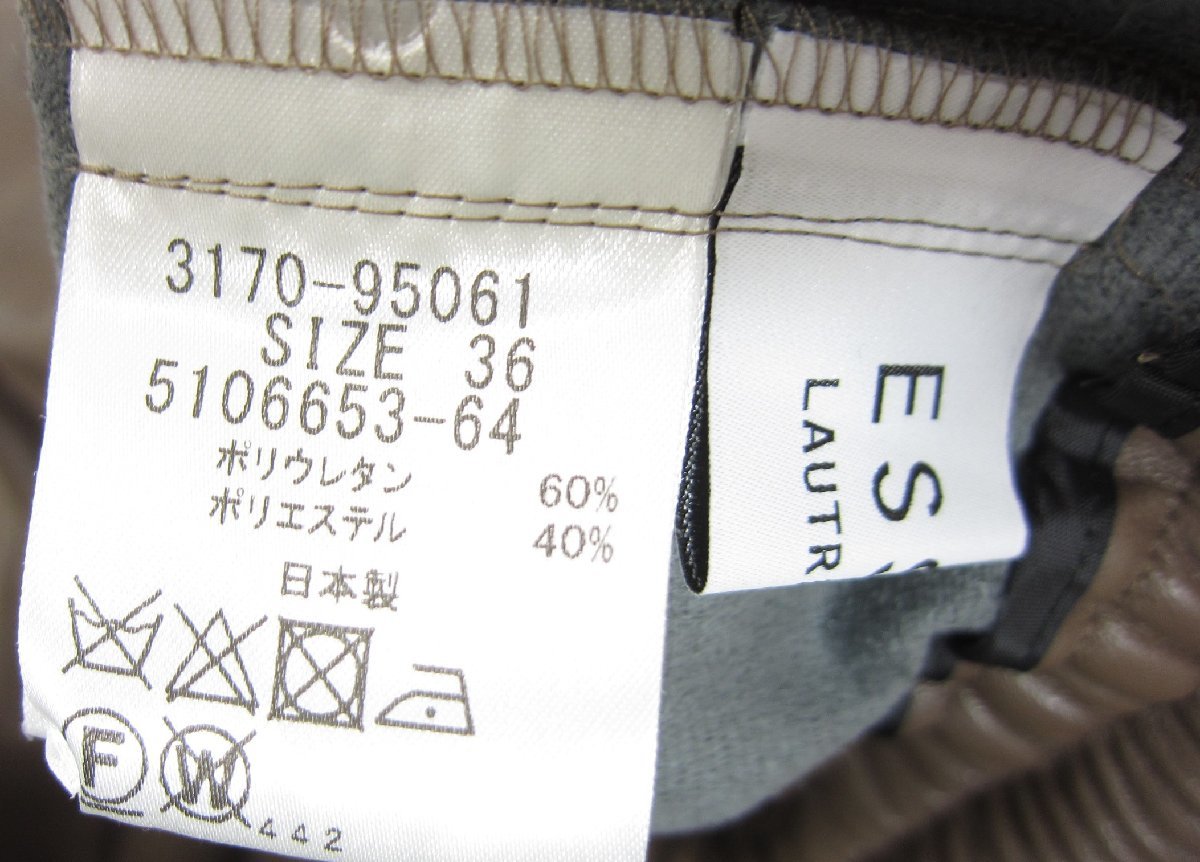 3170-95061
SIZE 36
5106653-64
ポリウレタン 60%
ポリエステル 40%
日本製
F W
442
ES
LAUTR